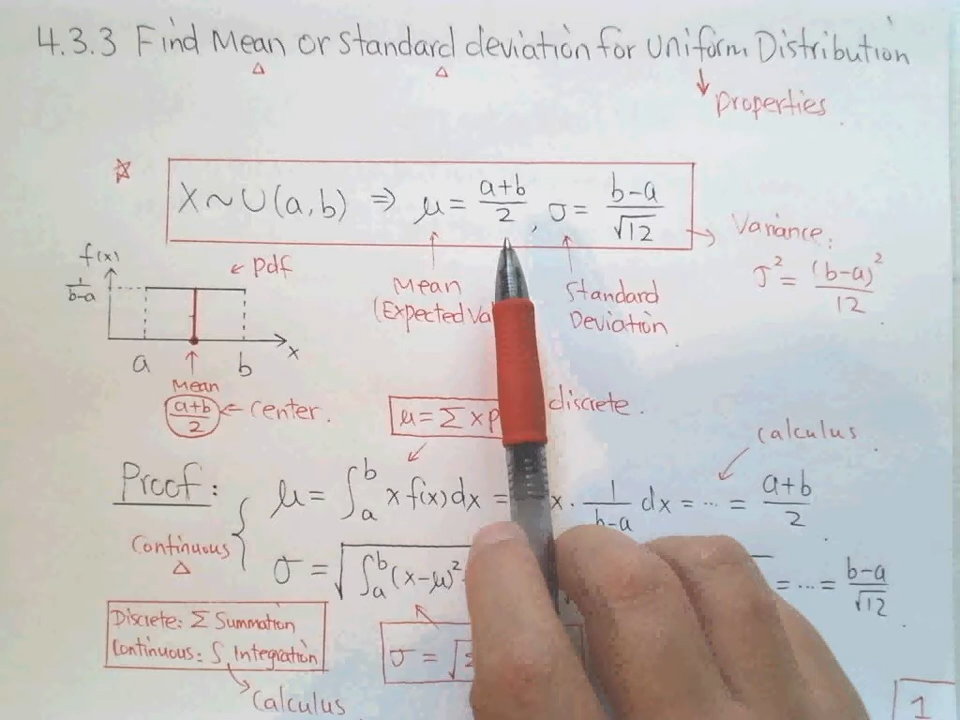 4.3.3 Find Mean or Standard deviation for Uniform Distribution
Properties
X ~ U(a,b) ⇒ μ = (a+b)/2, σ = (b-a)/√12
Variance:
σ² = (b-a)²/12
f(x)
1/(b-a)
pdf
a
b
x
Mean
(a+b)/2
center.
Mean
(Expected
Standard
Deviation
μ = Σ x
discrete.
calculus
Proof:
Continuous
μ = ∫ₐᵇ x f(x) dx = x · 1/(b-a) dx = ... = (a+b)/2
σ = √ ∫ₐᵇ (x-μ)² = ... = (b-a)/√12
Discrete: Σ Summation
Continuous: ∫ Integration
Calculus
σ = √
1